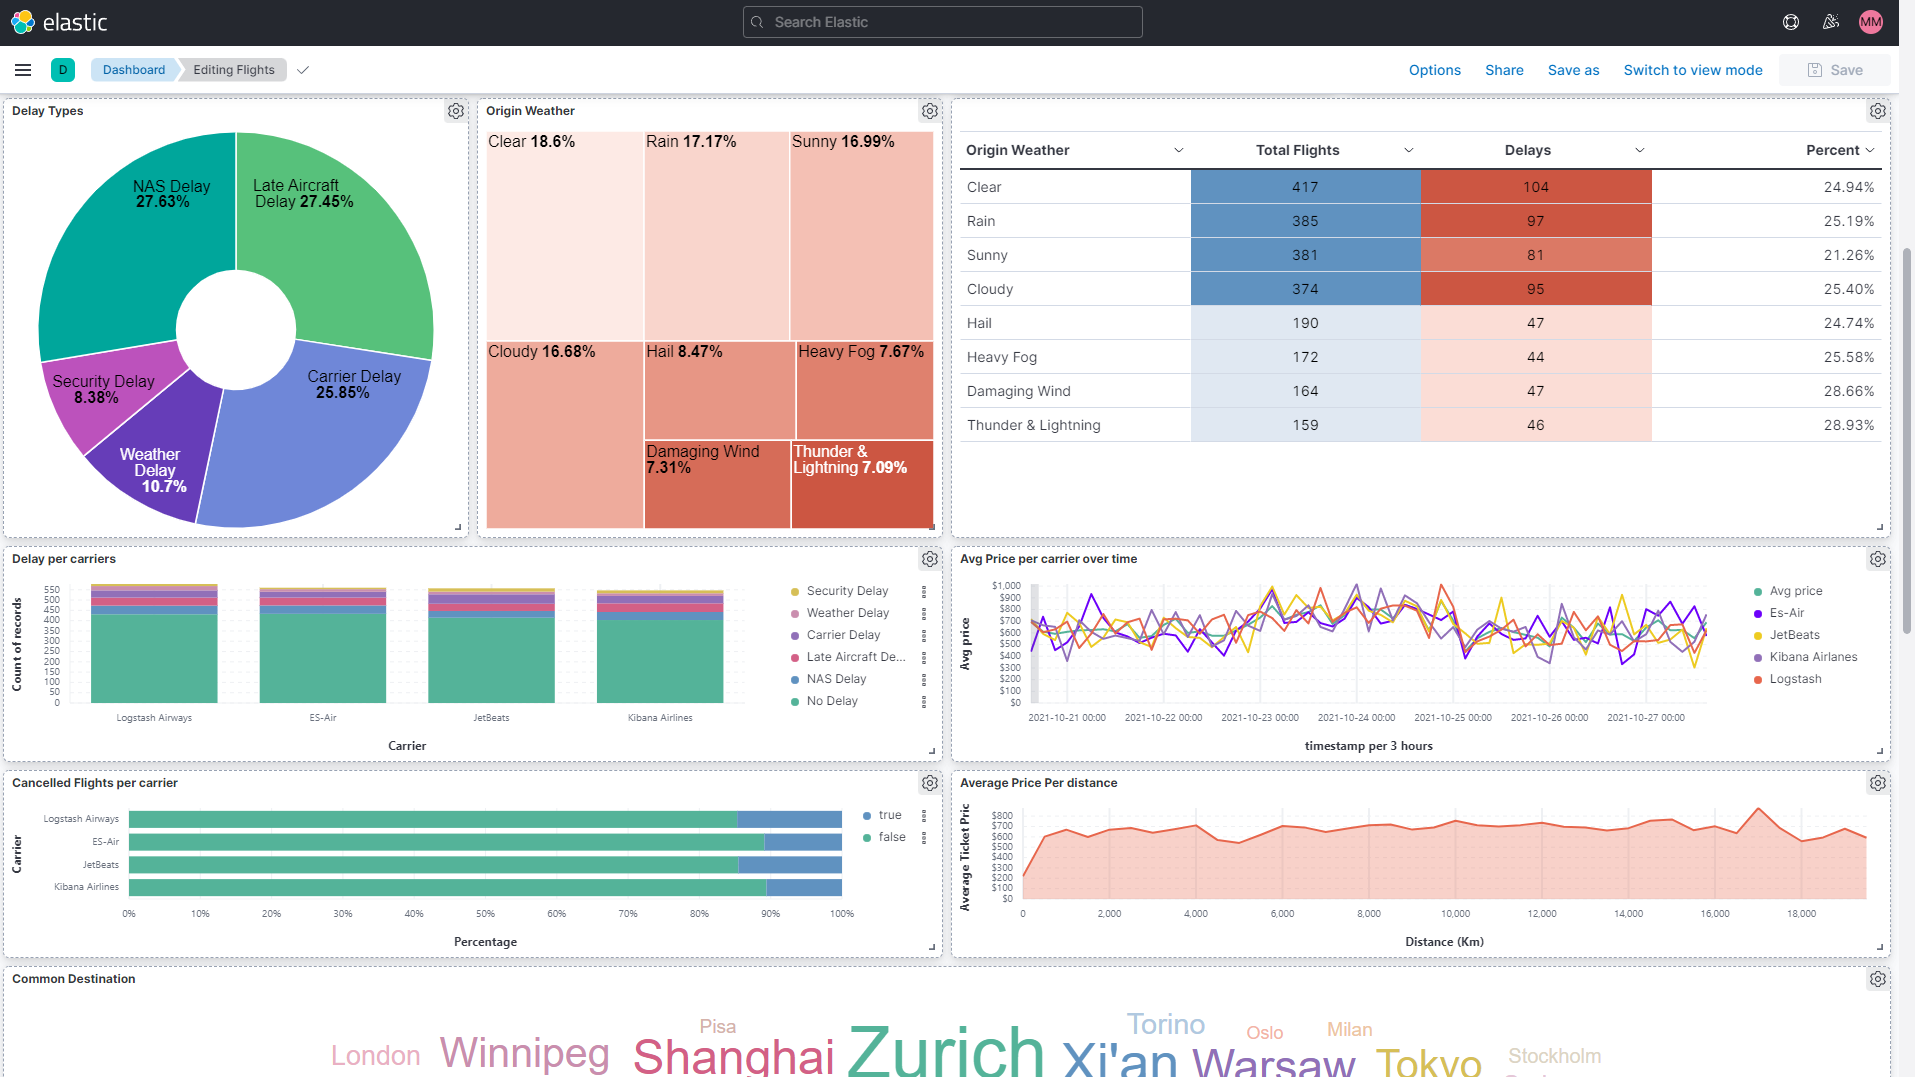 elastic
Search Elastic
MM
D
Dashboard
Editing Flights
Options
Share
Save as
Switch to view mode
Save
Delay Types
NAS Delay
27.63%
Late Aircraft
Delay 27.45%
Security Delay
8.38%
Carrier Delay
25.85%
Weather
Delay
10.7%
Origin Weather
Clear 18.6%
Rain 17.17%
Sunny 16.99%
Cloudy 16.68%
Hail 8.47%
Heavy Fog 7.67%
Damaging Wind
7.31%
Thunder &
Lightning 7.09%
Origin Weather Total Flights Delays Percent
Clear 417 104 24.94%
Rain 385 97 25.19%
Sunny 381 81 21.26%
Cloudy 374 95 25.40%
Hail 190 47 24.74%
Heavy Fog 172 44 25.58%
Damaging Wind 164 47 28.66%
Thunder & Lightning 159 46 28.93%
Delay per carriers
Count of records
550
500
450
400
350
300
250
200
150
100
50
0
Logstash Airways
ES-Air
JetBeats
Kibana Airlines
Carrier
Security Delay
Weather Delay
Carrier Delay
Late Aircraft De...
NAS Delay
No Delay
Avg Price per carrier over time
Avg price
$1,000
$900
$800
$700
$600
$500
$400
$300
$200
$100
$0
2021-10-21 00:00
2021-10-22 00:00
2021-10-23 00:00
2021-10-24 00:00
2021-10-25 00:00
2021-10-26 00:00
2021-10-27 00:00
timestamp per 3 hours
Avg price
Es-Air
JetBeats
Kibana Airlanes
Logstash
Cancelled Flights per carrier
Carrier
Logstash Airways
ES-Air
JetBeats
Kibana Airlines
0%
10%
20%
30%
40%
50%
60%
70%
80%
90%
100%
Percentage
true
false
Average Price Per distance
Average Ticket Pric
$800
$700
$600
$500
$400
$300
$200
$100
$0
0
2,000
4,000
6,000
8,000
10,000
12,000
14,000
16,000
18,000
Distance (Km)
Common Destination
Pisa
Torino
Oslo
Milan
London
Winnipeg
Shanghai
Zurich
Xi'an
Warsaw
Tokyo
Stockholm